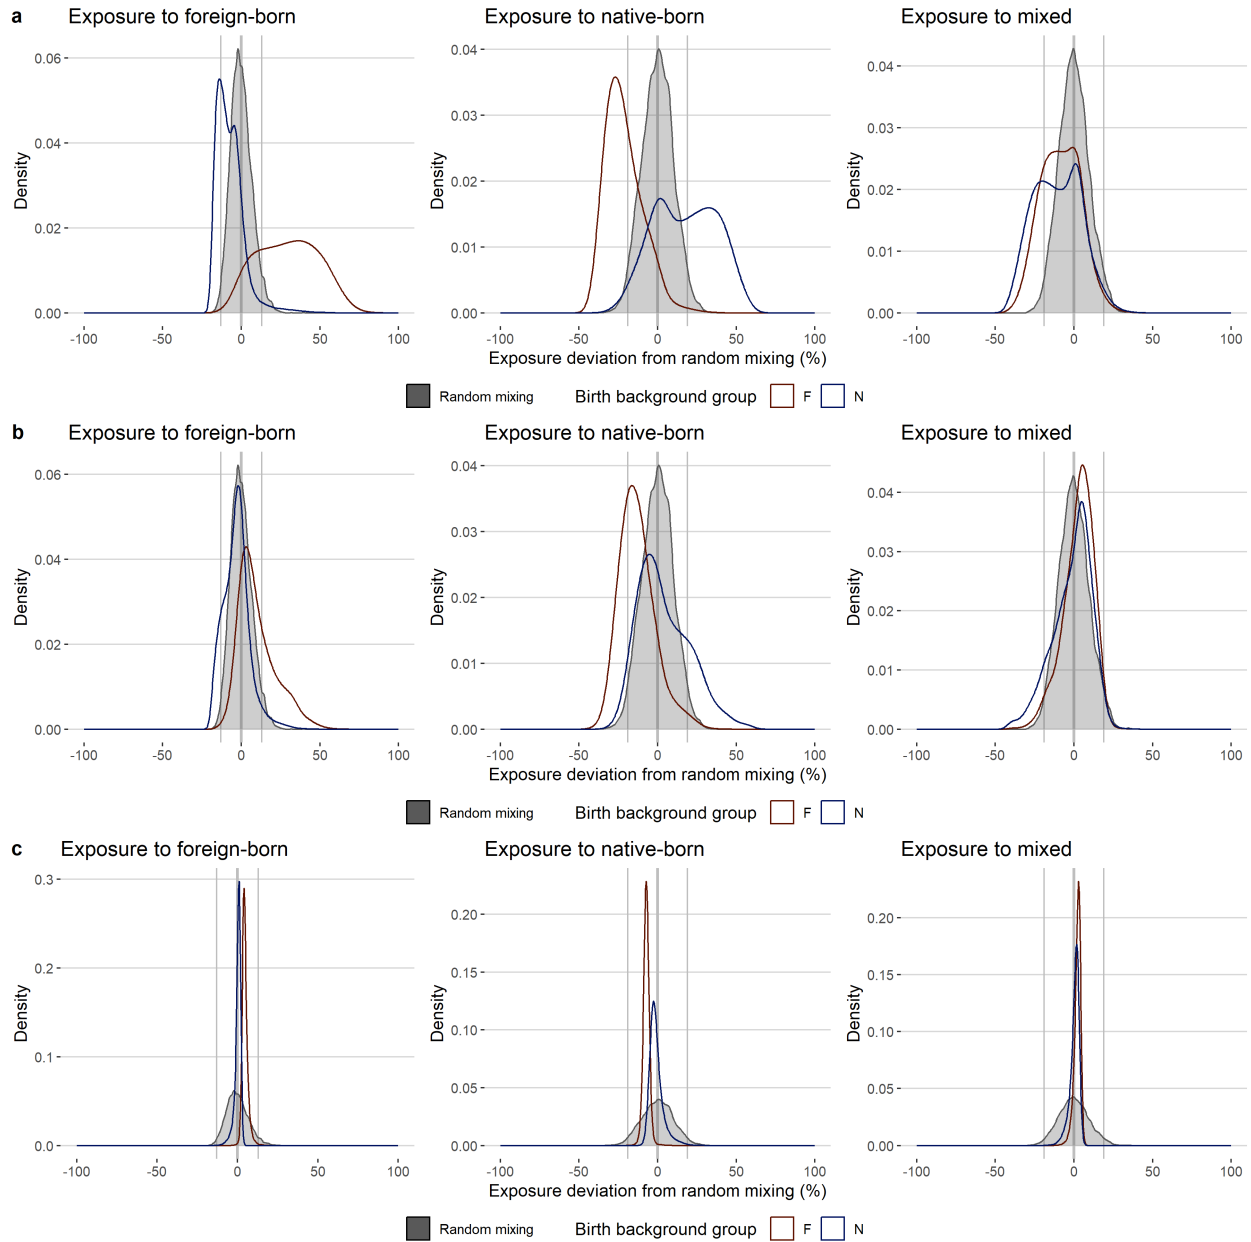 a
Exposure to foreign-born
Exposure to native-born
Exposure to mixed
Density
0.06
0.04
0.02
0.00
-100 -50 0 50 100
Density
0.04
0.03
0.02
0.01
0.00
-100 -50 0 50 100
Exposure deviation from random mixing (%)
Density
0.04
0.03
0.02
0.01
0.00
-100 -50 0 50 100
Random mixing Birth background group F N
b
Exposure to foreign-born
Exposure to native-born
Exposure to mixed
Density
0.06
0.04
0.02
0.00
-100 -50 0 50 100
Density
0.04
0.03
0.02
0.01
0.00
-100 -50 0 50 100
Exposure deviation from random mixing (%)
Density
0.04
0.03
0.02
0.01
0.00
-100 -50 0 50 100
Random mixing Birth background group F N
c
Exposure to foreign-born
Exposure to native-born
Exposure to mixed
Density
0.3
0.2
0.1
0.0
-100 -50 0 50 100
Density
0.20
0.15
0.10
0.05
0.00
-100 -50 0 50 100
Exposure deviation from random mixing (%)
Density
0.20
0.15
0.10
0.05
0.00
-100 -50 0 50 100
Random mixing Birth background group F N